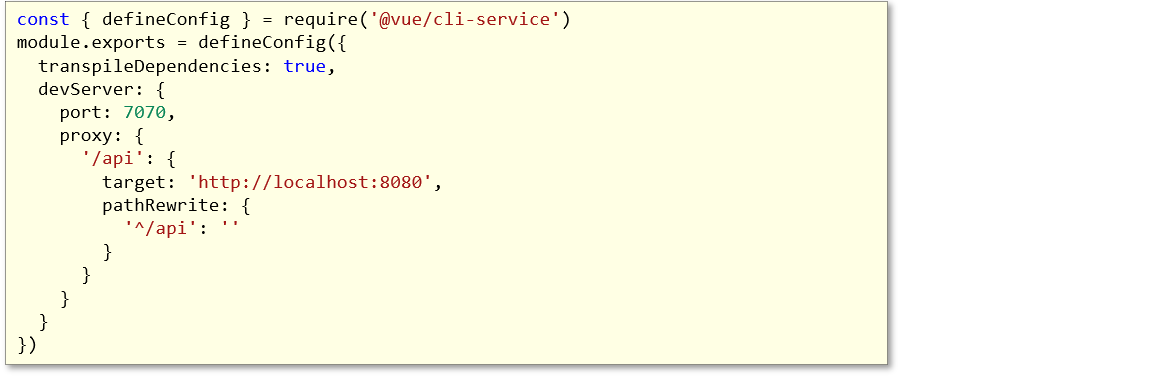 const { defineConfig } = require('@vue/cli-service')
module.exports = defineConfig({
  transpileDependencies: true,
  devServer: {
    port: 7070,
    proxy: {
      '/api': {
        target: 'http://localhost:8080',
        pathRewrite: {
          '^/api': ''
        }
      }
    }
  }
})